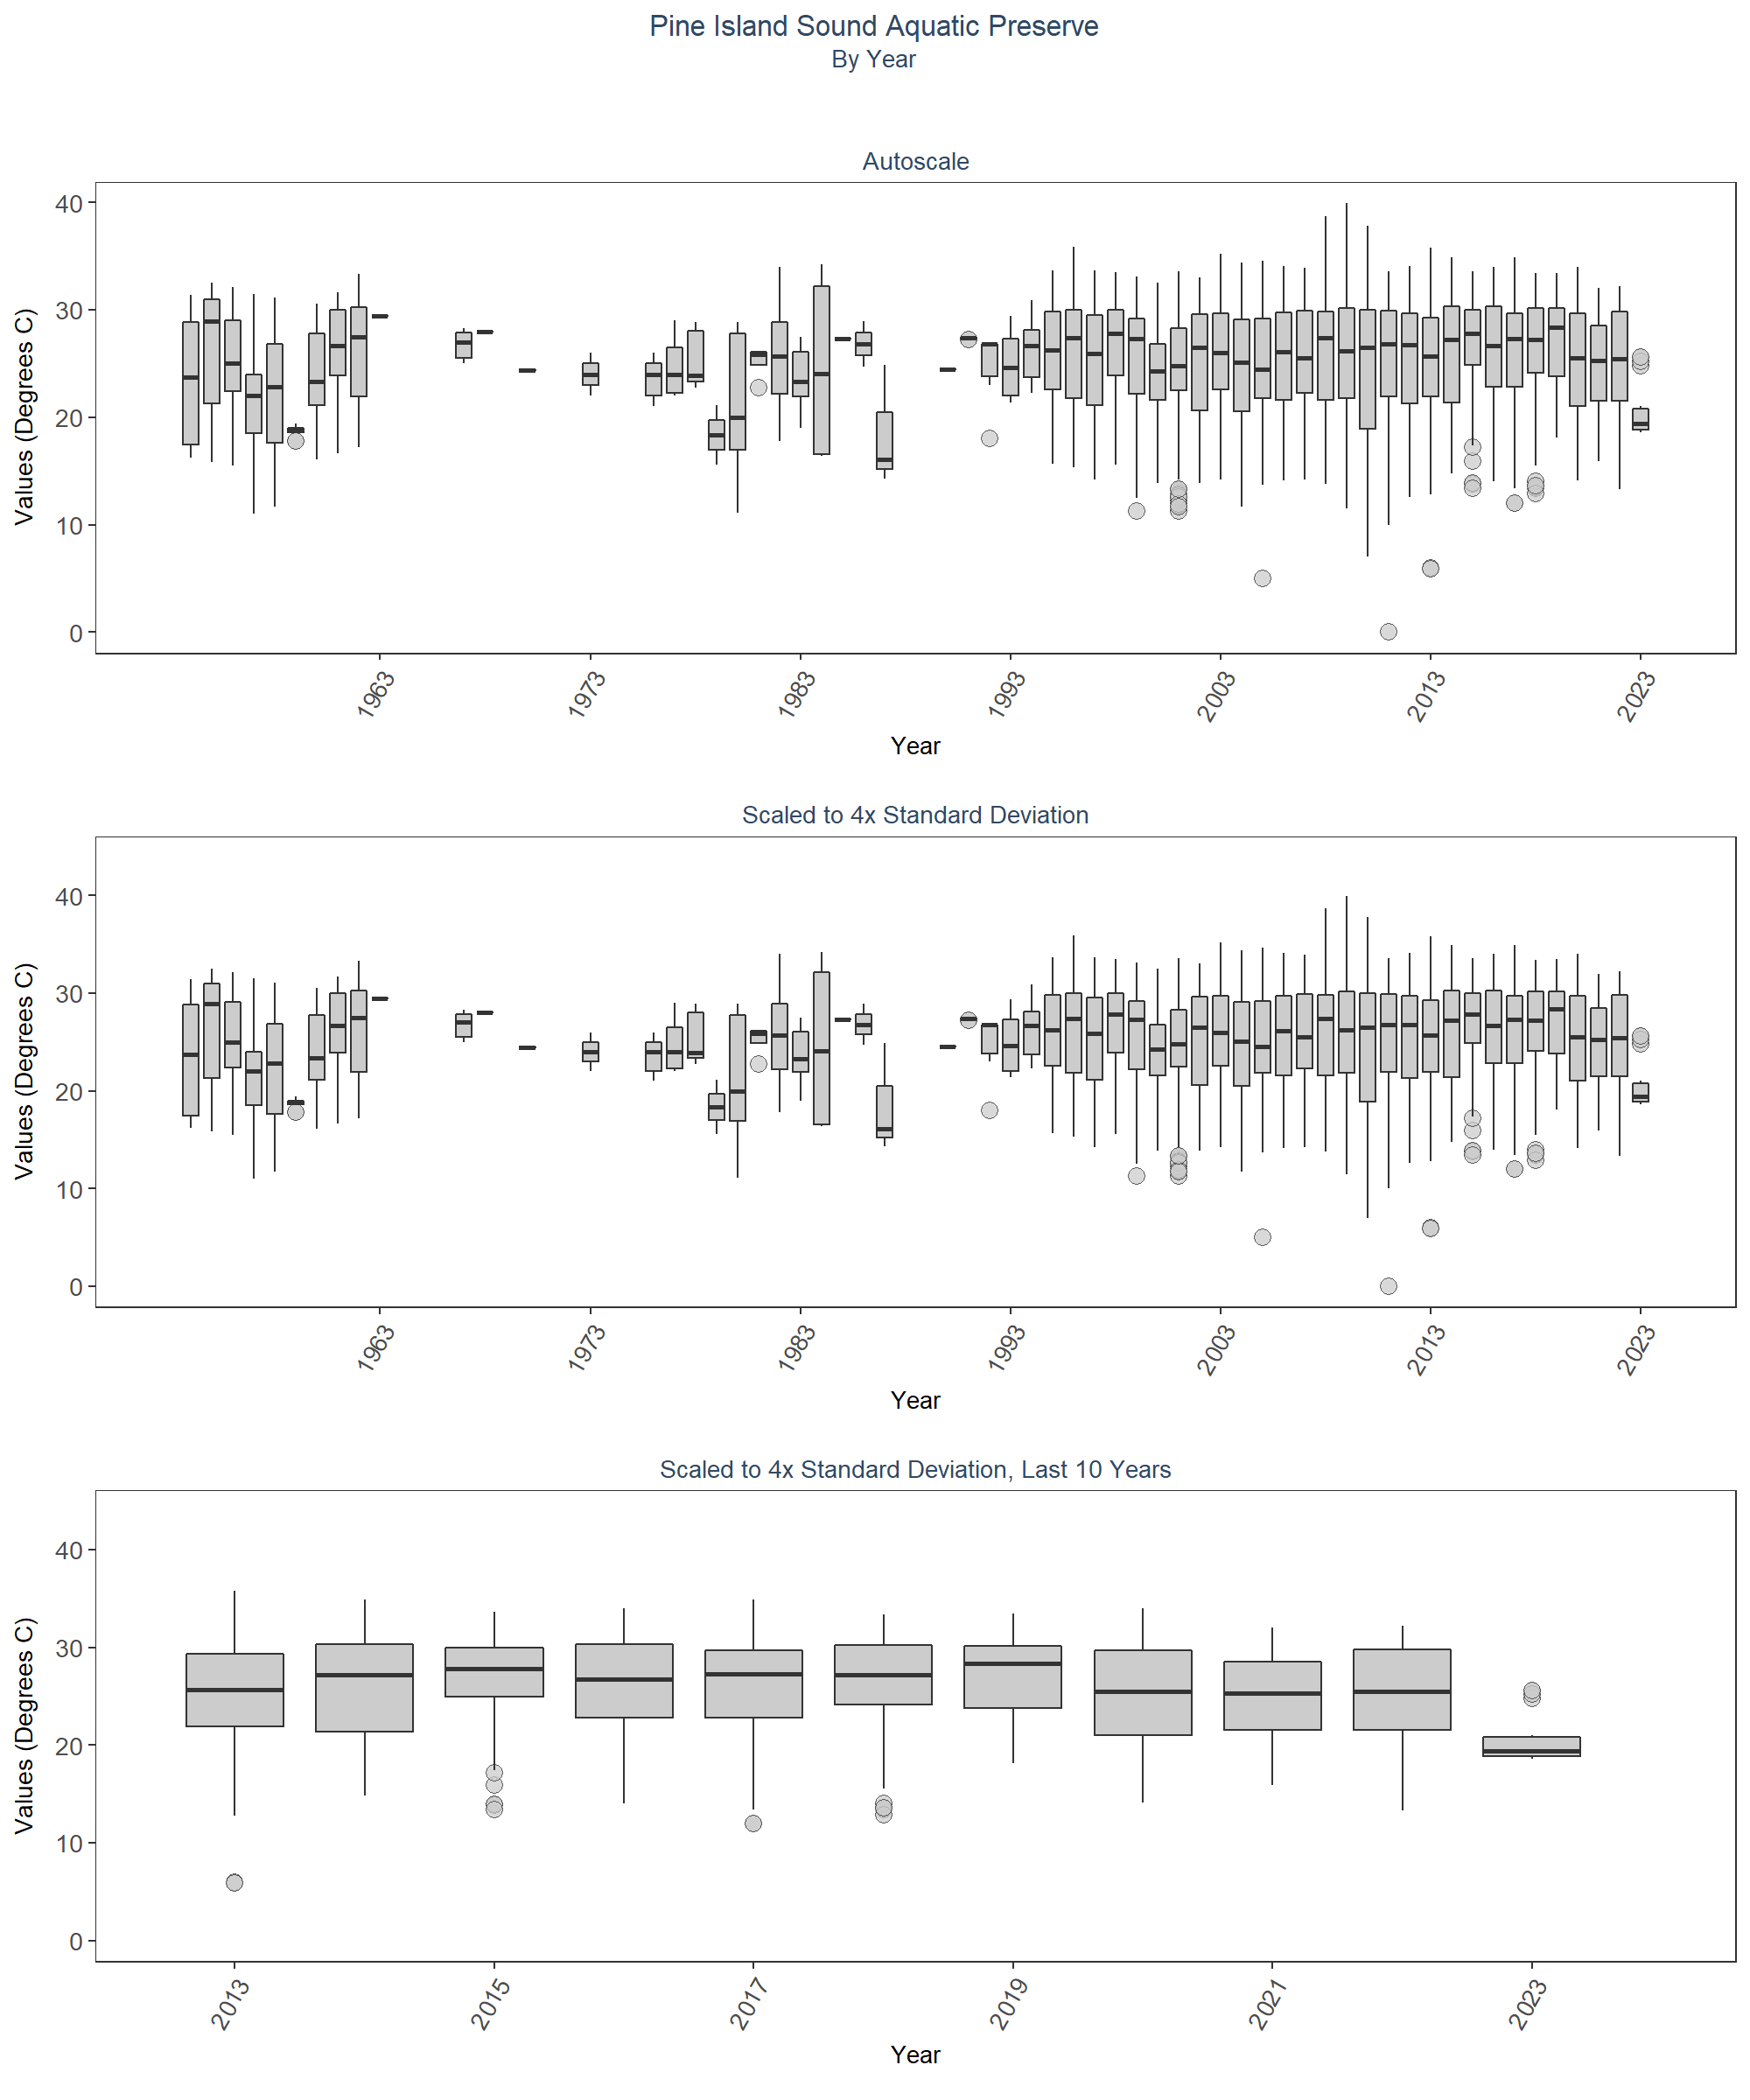 Pine Island Sound Aquatic Preserve
By Year
Autoscale
Values (Degrees C)
40
30
20
10
0
1963 1973 1983 1993 2003 2013 2023
Year
Scaled to 4x Standard Deviation
Values (Degrees C)
40
30
20
10
0
1963 1973 1983 1993 2003 2013 2023
Year
Scaled to 4x Standard Deviation, Last 10 Years
Values (Degrees C)
40
30
20
10
0
2013 2015 2017 2019 2021 2023
Year